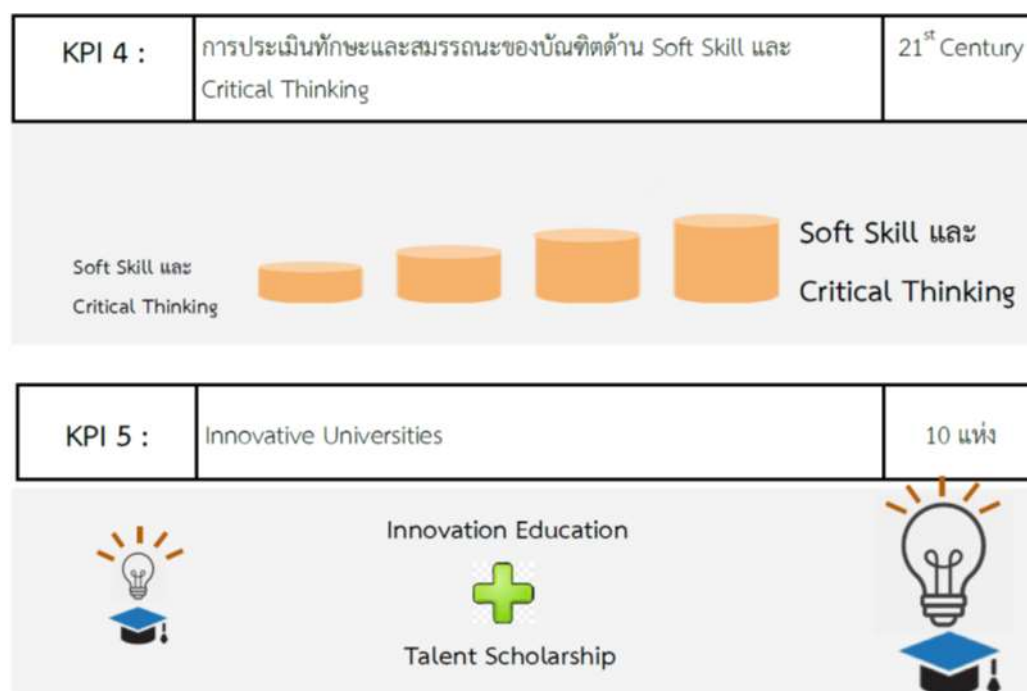 KPI 4 :
การประเมินทักษะและสมรรถนะของบัณฑิตด้าน Soft Skill และ
Critical Thinking
21st Century
Soft Skill และ
Critical Thinking
Soft Skill และ
Critical Thinking
KPI 5 :
Innovative Universities
10 แห่ง
Innovation Education
Talent Scholarship